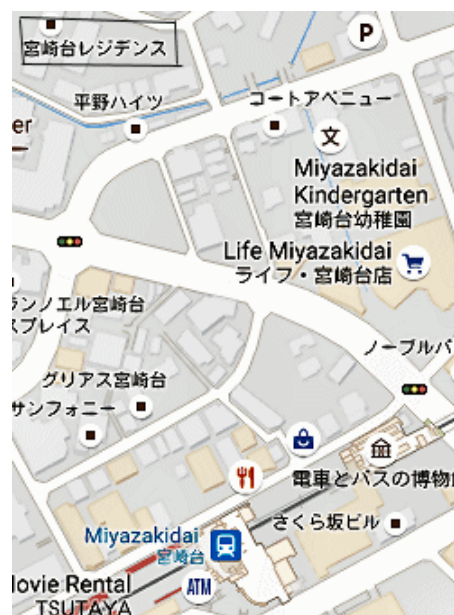 宮崎台レジデンス
P
平野ハイツ
コートアベニュー
er
文
Miyazakidai
Kindergarten
宮崎台幼稚園
Life Miyazakidai
ライフ・宮崎台店
ランノエル宮崎台
スプレイス
ノーブルパ
グリアス宮崎台
サンフォニー
電車とバスの博物館
さくら坂ビル
Miyazakidai
宮崎台
ovie Rental
TSUTAYA
ATM